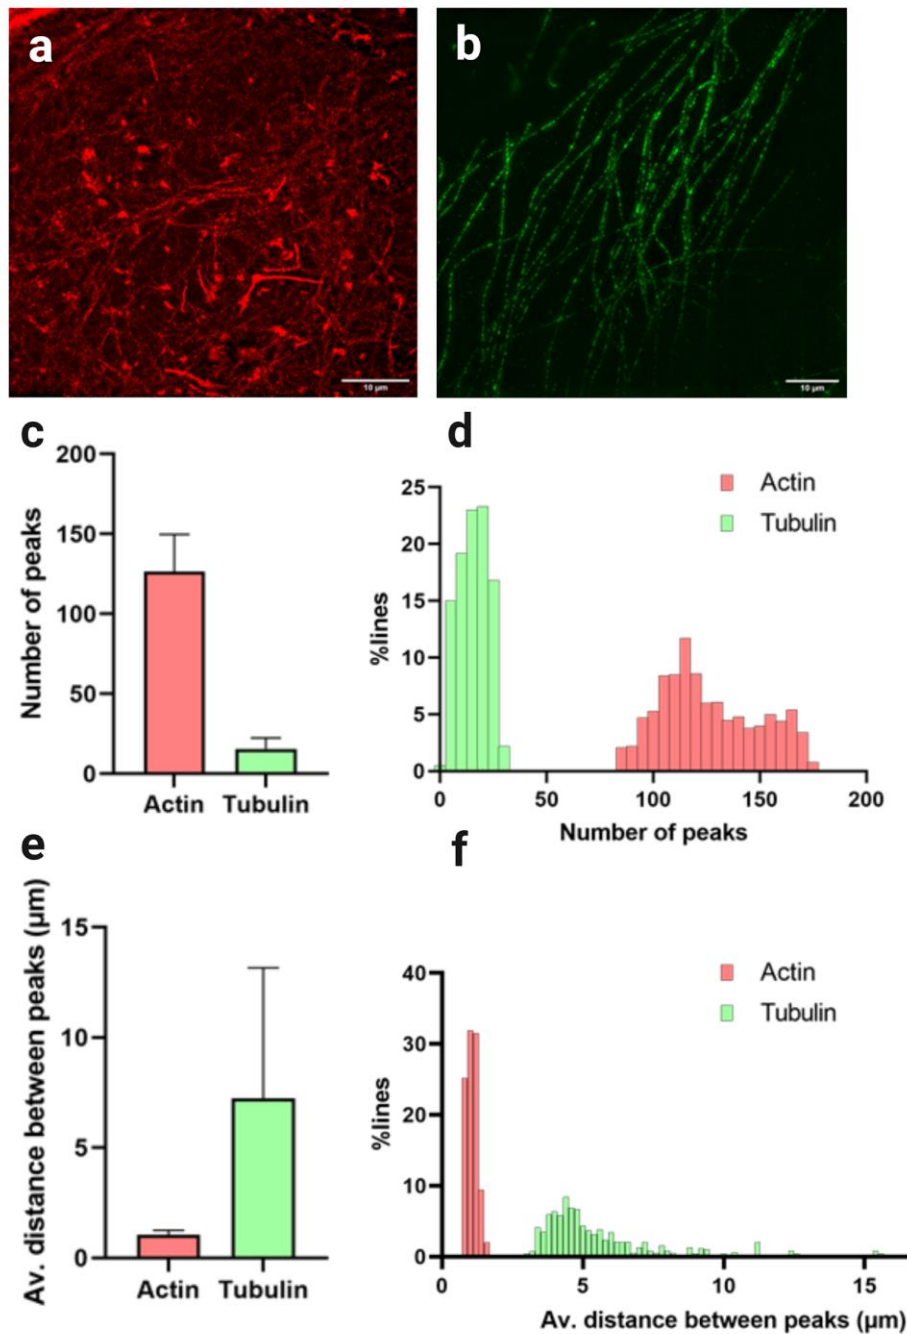 a
b
10 µm
10 µm
c
d
Number of peaks
200
150
100
50
0
Actin Tubulin
%lines
25
20
15
10
5
0
0 50 100 150 200
Number of peaks
Actin
Tubulin
e
f
Av. distance between peaks (µm)
15
10
5
0
Actin Tubulin
%lines
40
30
20
10
0
0 5 10 15
Av. distance between peaks (µm)
Actin
Tubulin